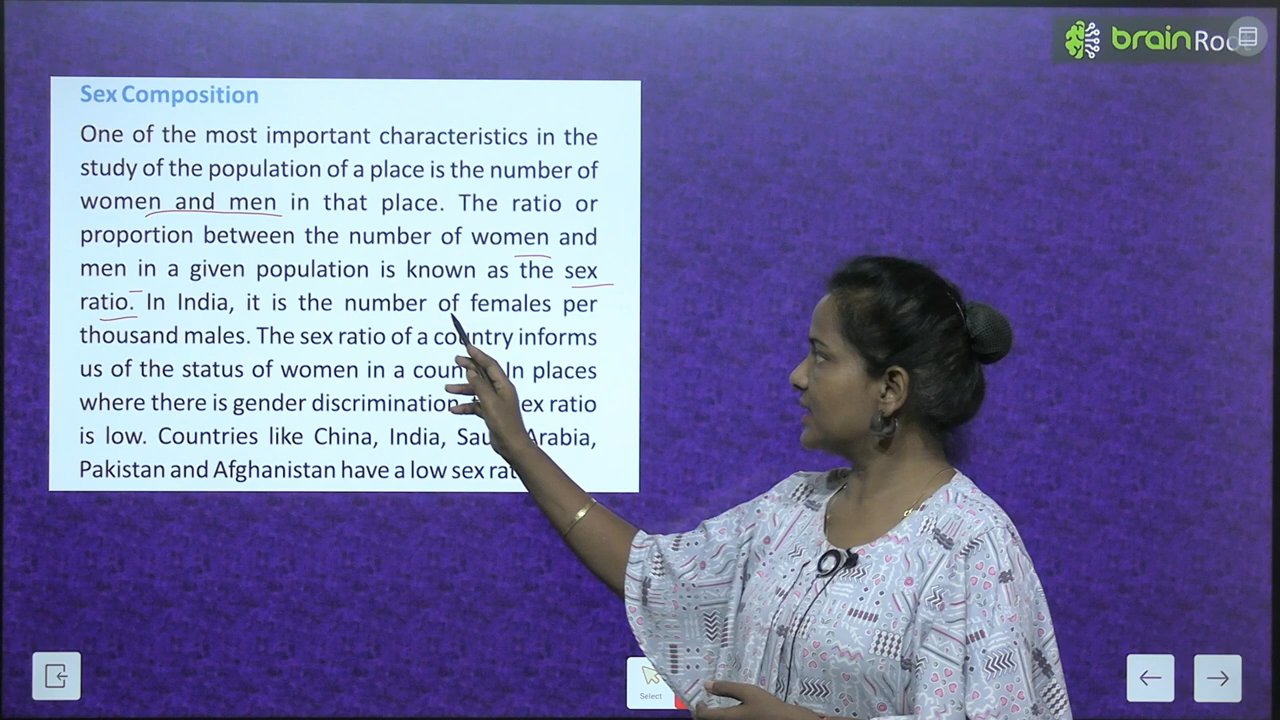 brainRoo
Sex Composition
One of the most important characteristics in the
study of the population of a place is the number of
women and men in that place. The ratio or
proportion between the number of women and
men in a given population is known as the sex
ratio. In India, it is the number of females per
thousand males. The sex ratio of a country informs
us of the status of women in a coun In places
where there is gender discrimination, ex ratio
is low. Countries like China, India, Sau Arabia,
Pakistan and Afghanistan have a low sex rat
Select